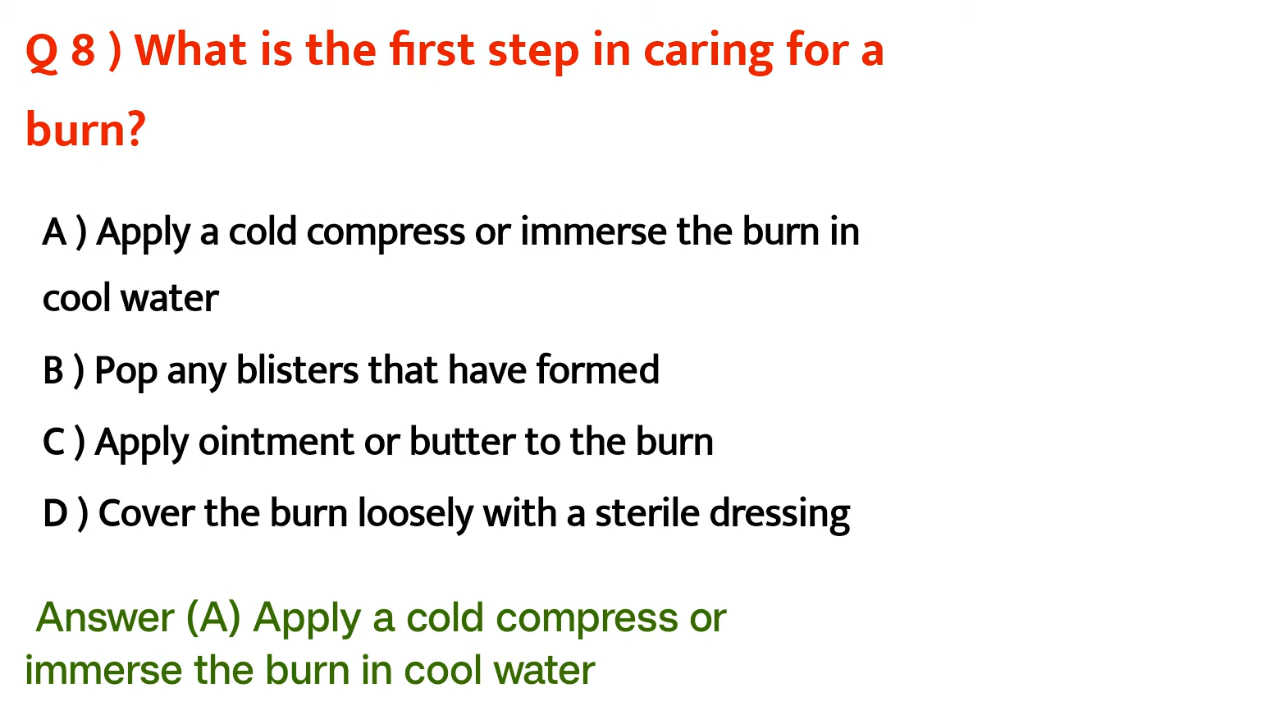 Q 8 ) What is the first step in caring for a
burn?
A ) Apply a cold compress or immerse the burn in
cool water
B ) Pop any blisters that have formed
C ) Apply ointment or butter to the burn
D ) Cover the burn loosely with a sterile dressing
Answer (A) Apply a cold compress or
immerse the burn in cool water